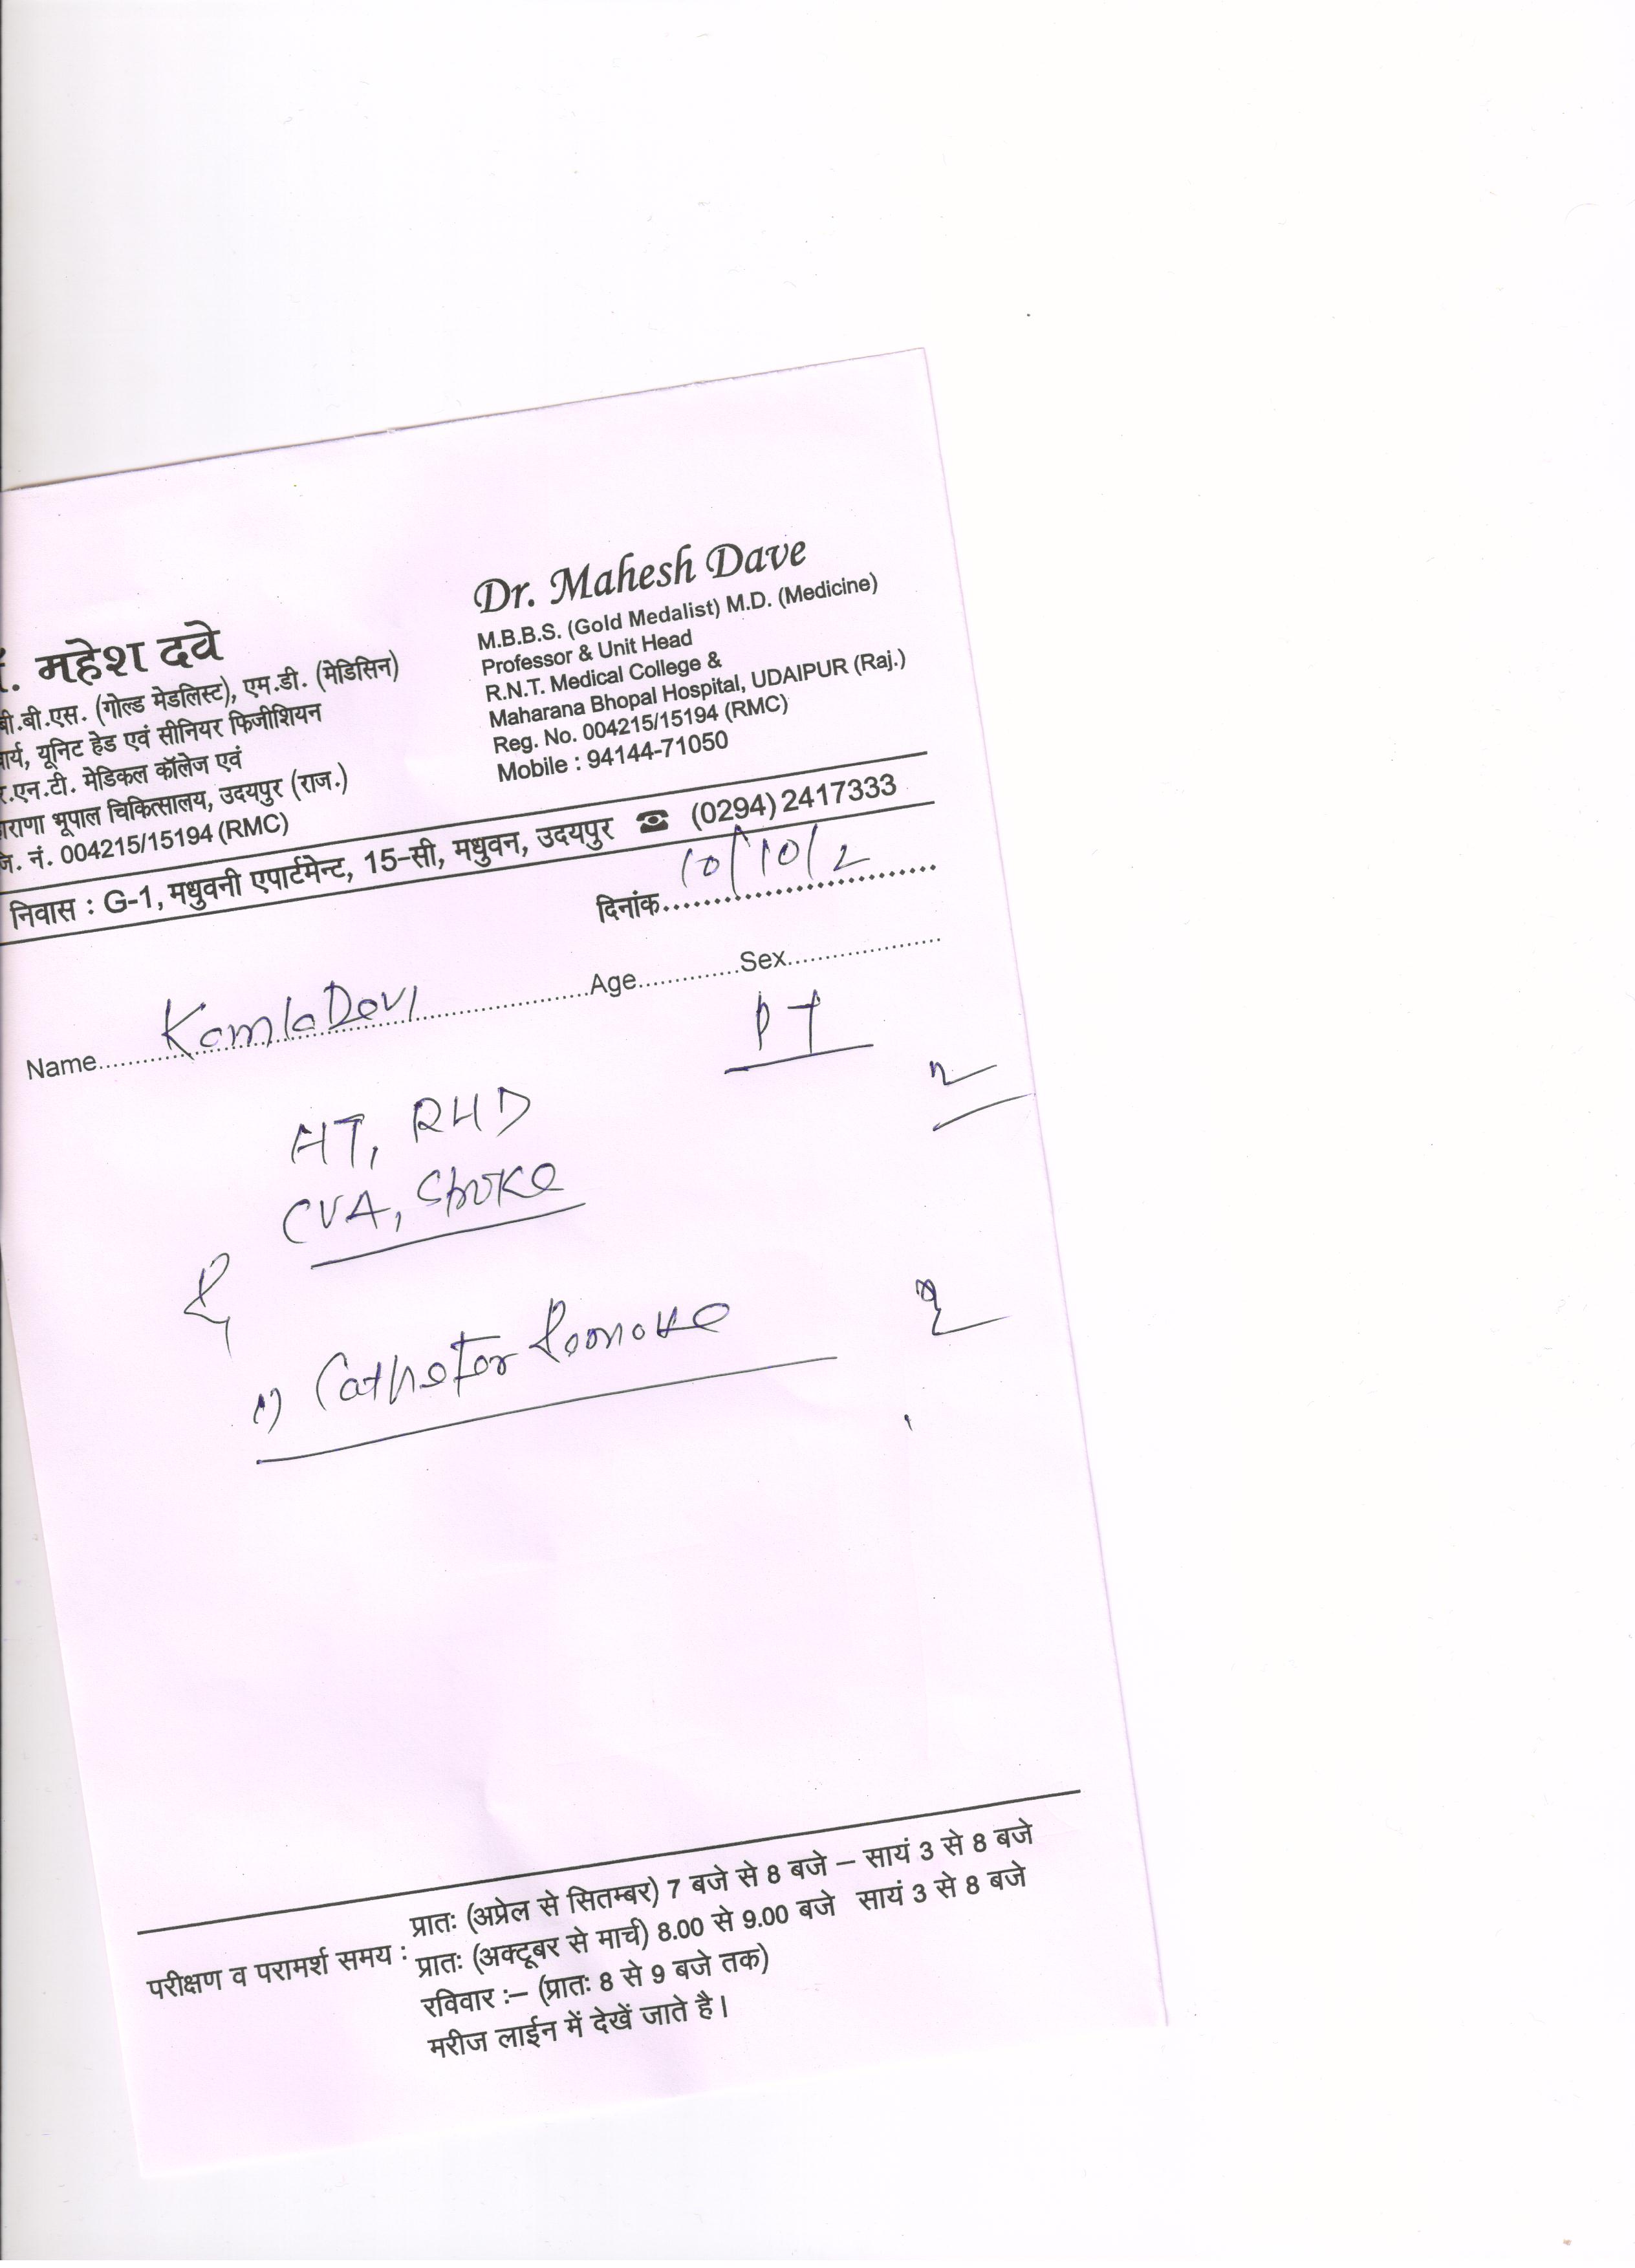 . महेश दवे
बी.बी.एस. (गोल्ड मेडलिस्ट), एम.डी. (मेडिसिन)
र्य, यूनिट हेड एवं सीनियर फिजीशियन
.एन.टी. मेडिकल कॉलेज एवं
राणा भूपाल चिकित्सालय, उदयपुर (राज.)
नं. 004215/15194 (RMC)
Dr. Mahesh Dave
M.B.B.S. (Gold Medalist) M.D. (Medicine)
Professor & Unit Head
R.N.T. Medical College &
Maharana Bhopal Hospital, UDAIPUR (Raj.)
Reg. No. 004215/15194 (RMC)
Mobile : 94144-71050
निवास : G-1, मधुवनी एपार्टमेन्ट, 15-सी, मधुवन, उदयपुर ☎ (0294) 2417333
दिनांक 10/10/2
Name Kamla Devi Age Sex
PT
HT, RHD
CVA, Stroke
1) Catheter Remove
प्रातः (अप्रेल से सितम्बर) 7 बजे से 8 बजे – सायं 3 से 8 बजे
परीक्षण व परामर्श समय : प्रातः (अक्टूबर से मार्च) 8.00 से 9.00 बजे सायं 3 से 8 बजे
रविवार :– (प्रातः 8 से 9 बजे तक)
मरीज लाईन में देखें जाते है।